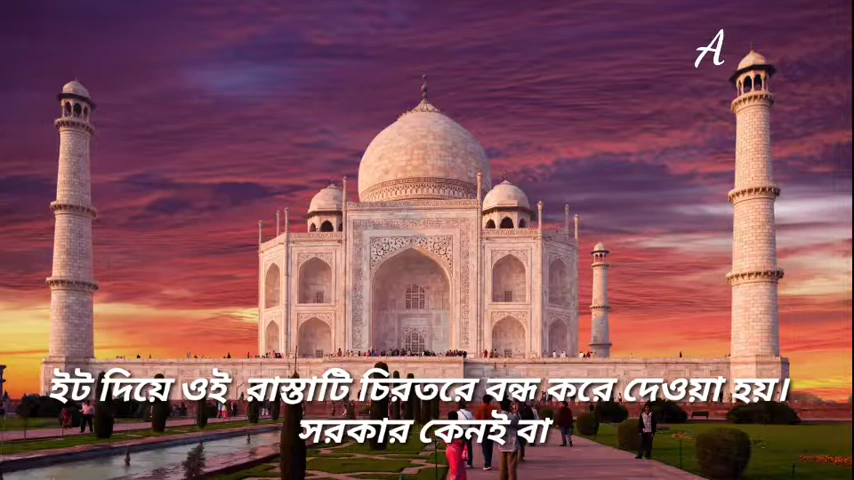 A
ইট দিয়ে ওই রাস্তাটি চিরতরে বন্ধ করে দেওয়া হয়।
সরকার কেনই বা